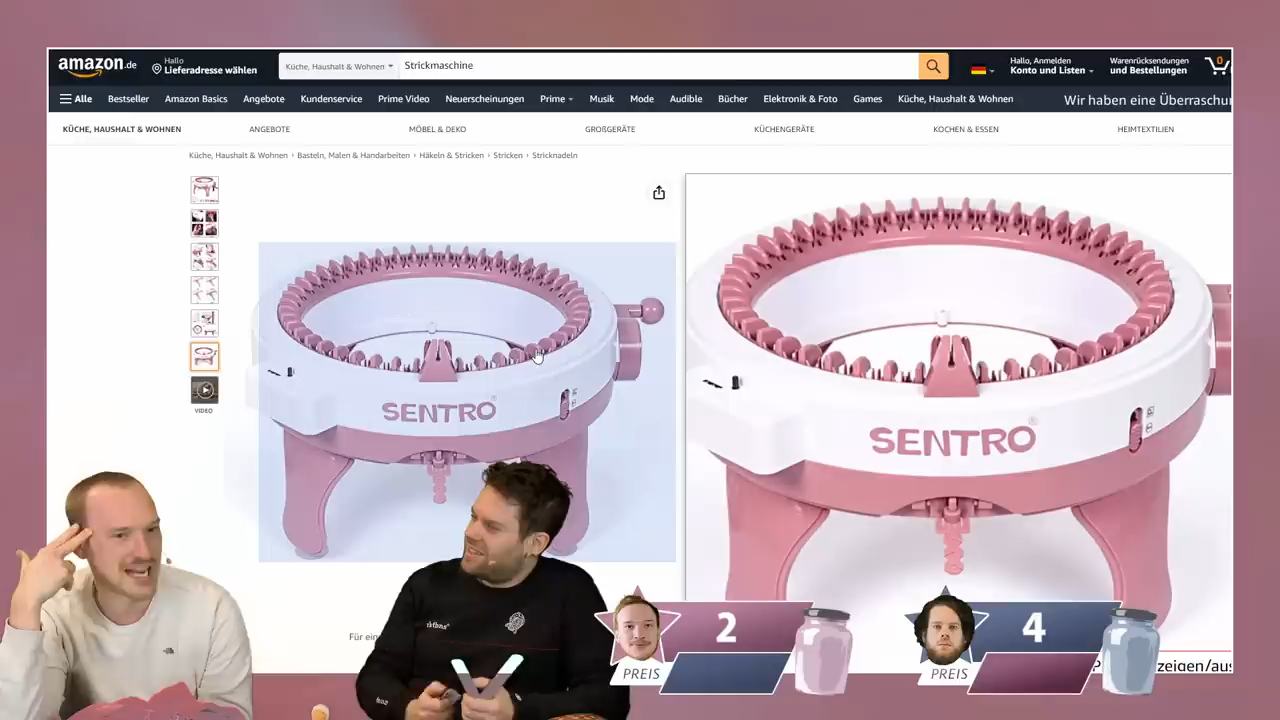 amazon.de
Hallo
Lieferadresse wählen
Küche, Haushalt & Wohnen
Strickmaschine
Hallo, Anmelden
Konto und Listen
Warenrücksendungen
und Bestellungen
0
Alle
Bestseller
Amazon Basics
Angebote
Kundenservice
Prime Video
Neuerscheinungen
Prime
Musik
Mode
Audible
Bücher
Elektronik & Foto
Games
Küche, Haushalt & Wohnen
Wir haben eine Überraschu
KÜCHE, HAUSHALT & WOHNEN
ANGEBOTE
MÖBEL & DEKO
GROẞGERÄTE
KÜCHENGERÄTE
KOCHEN & ESSEN
HEIMTEXTILIEN
Küche, Haushalt & Wohnen › Basteln, Malen & Handarbeiten › Häkeln & Stricken › Stricken › Stricknadeln
VIDEO
SENTRO
SENTRO
Für ein
2
PREIS
4
PREIS
zeigen/aus